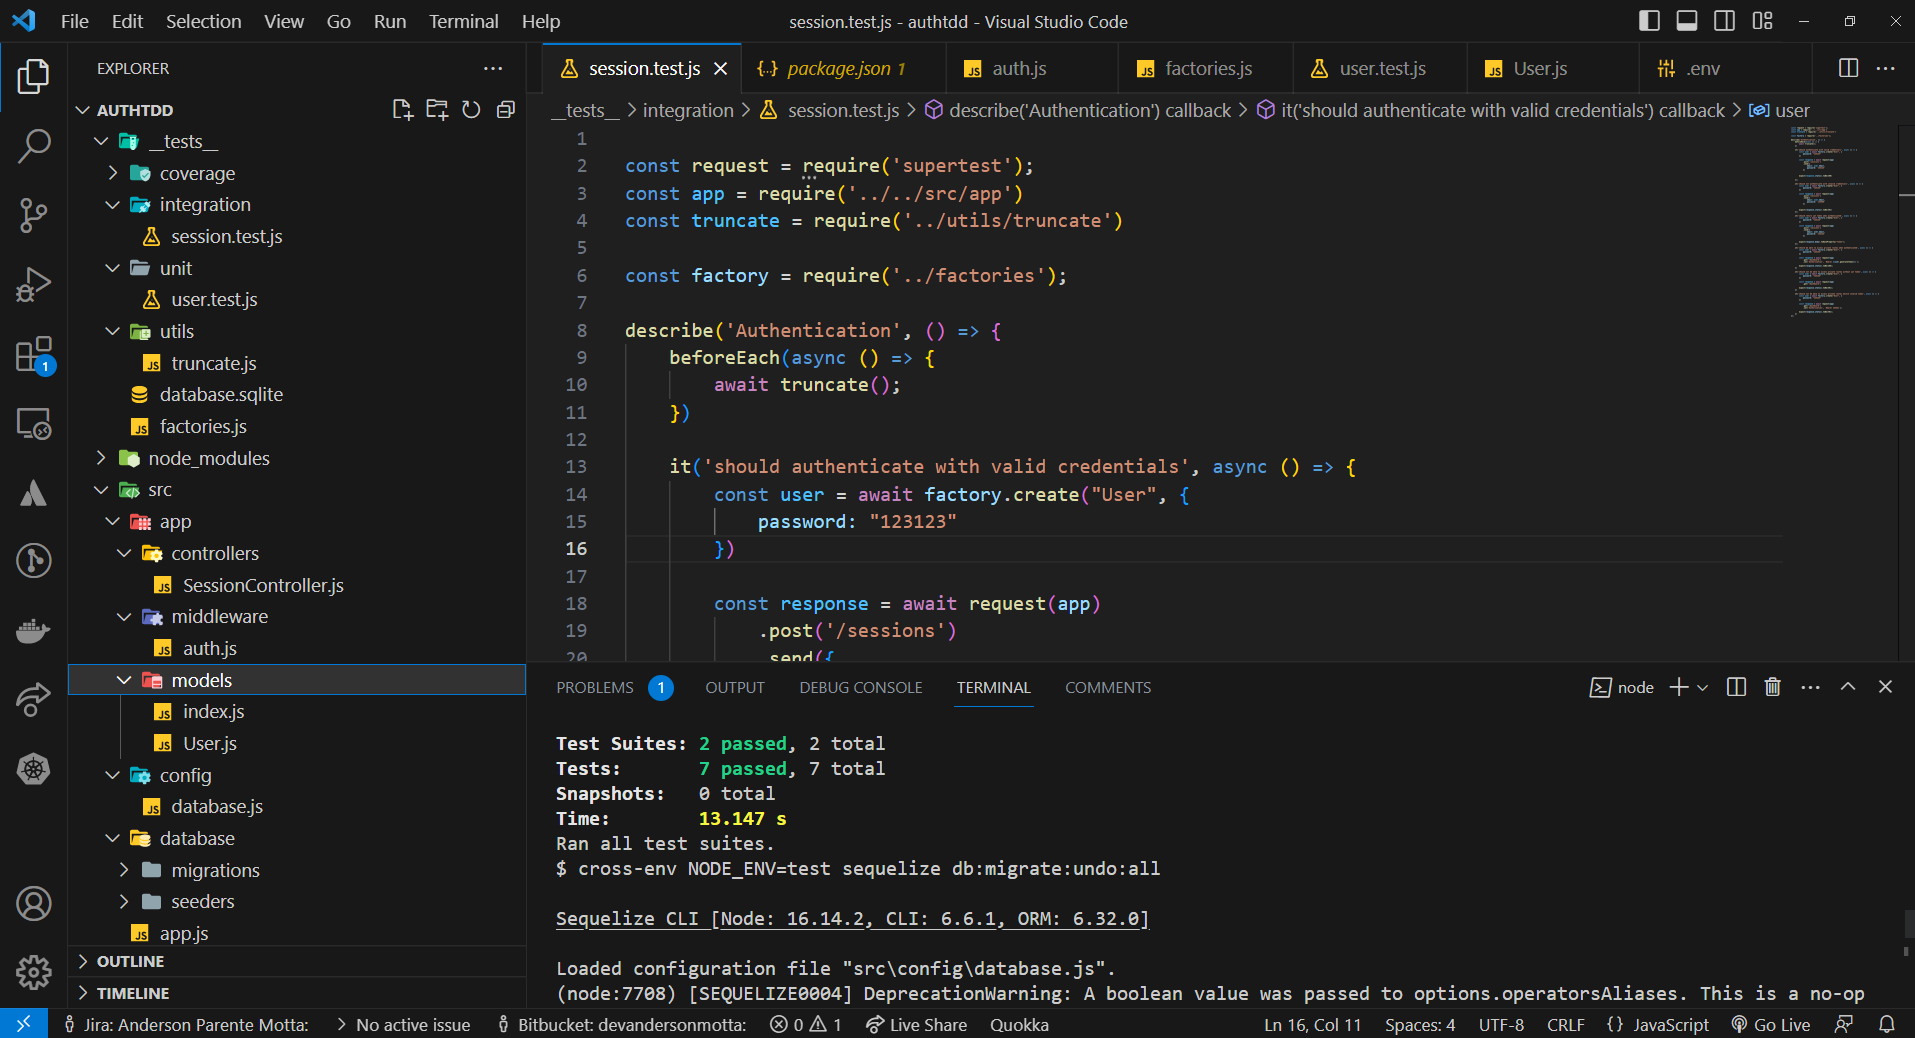 File Edit Selection View Go Run Terminal Help
session.test.js - authtdd - Visual Studio Code
EXPLORER
AUTHTDD
__tests__
coverage
integration
session.test.js
unit
user.test.js
utils
truncate.js
database.sqlite
factories.js
node_modules
src
app
controllers
SessionController.js
middleware
auth.js
models
index.js
User.js
config
database.js
database
migrations
seeders
app.js
OUTLINE
TIMELINE
1
session.test.js
package.json 1
auth.js
factories.js
user.test.js
User.js
.env
__tests__ > integration > session.test.js > describe('Authentication') callback > it('should authenticate with valid credentials') callback > user
1
2 const request = require('supertest');
3 const app = require('../../src/app')
4 const truncate = require('../utils/truncate')
5
6 const factory = require('../factories');
7
8 describe('Authentication', () => {
9 beforeEach(async () => {
10 await truncate();
11 })
12
13 it('should authenticate with valid credentials', async () => {
14 const user = await factory.create("User", {
15 password: "123123"
16 })
17
18 const response = await request(app)
19 .post('/sessions')
20 .send({
PROBLEMS 1 OUTPUT DEBUG CONSOLE TERMINAL COMMENTS
node
Test Suites: 2 passed, 2 total
Tests: 7 passed, 7 total
Snapshots: 0 total
Time: 13.147 s
Ran all test suites.
$ cross-env NODE_ENV=test sequelize db:migrate:undo:all
Sequelize CLI [Node: 16.14.2, CLI: 6.6.1, ORM: 6.32.0]
Loaded configuration file "src\config\database.js".
(node:7708) [SEQUELIZE0004] DeprecationWarning: A boolean value was passed to options.operatorsAliases. This is a no-op
Jira: Anderson Parente Motta: No active issue Bitbucket: devandersonmotta: 0 1 Live Share Quokka
Ln 16, Col 11 Spaces: 4 UTF-8 CRLF {} JavaScript Go Live